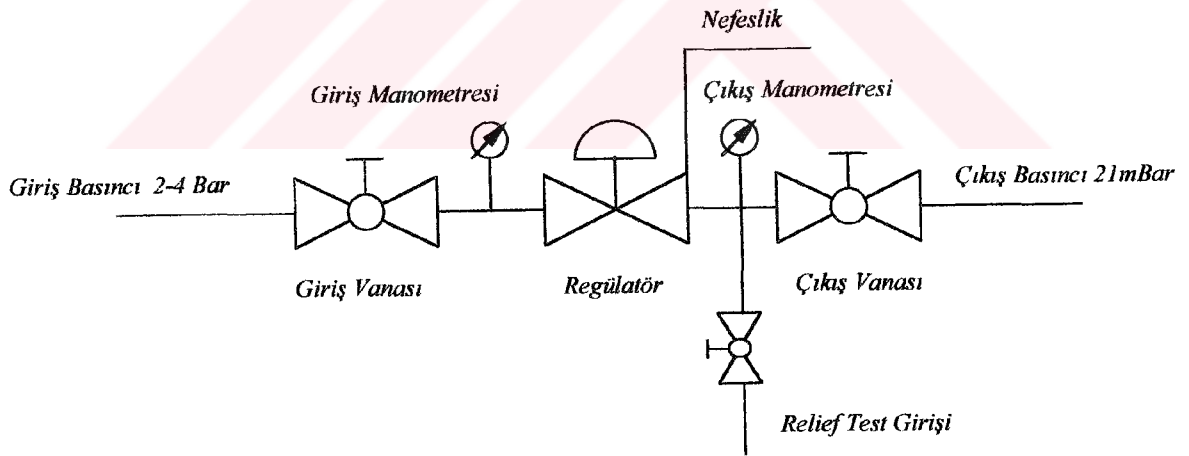 Nefeslik
Giriş Manometresi
Çıkış Manometresi
Giriş Basıncı 2-4 Bar
Çıkış Basıncı 21mBar
Giriş Vanası
Regülatör
Çıkış Vanası
Relief Test Girişi